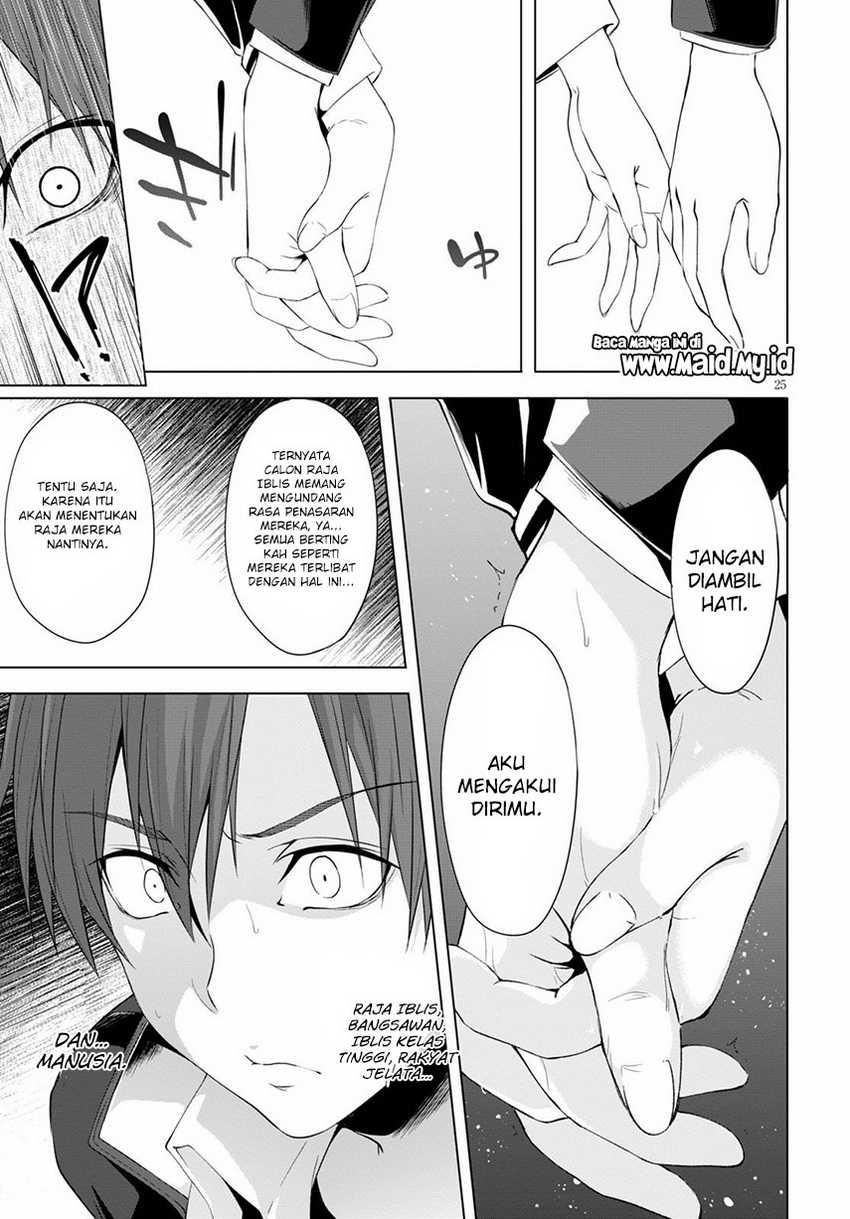 Baca Manga ini di
www.Maid.My.id
25
JANGAN
DIAMBIL
HATI.
AKU
MENGAKUI
DIRIMU.
TERNYATA
CALON RAJA
IBLIS MEMANG
MENGUNDANG
RASA PENASARAN
MEREKA, YA...
SEMUA BERTING
KAH SEPERTI
MEREKA TERLIBAT
DENGAN HAL INI...
TENTU SAJA.
KARENA ITU
AKAN MENENTUKAN
RAJA MEREKA
NANTINYA.
RAJA IBLIS,
BANGSAWAN,
IBLIS KELAS
TINGGI, RAKYAT
JELATA...
DAN...
MANUSIA.